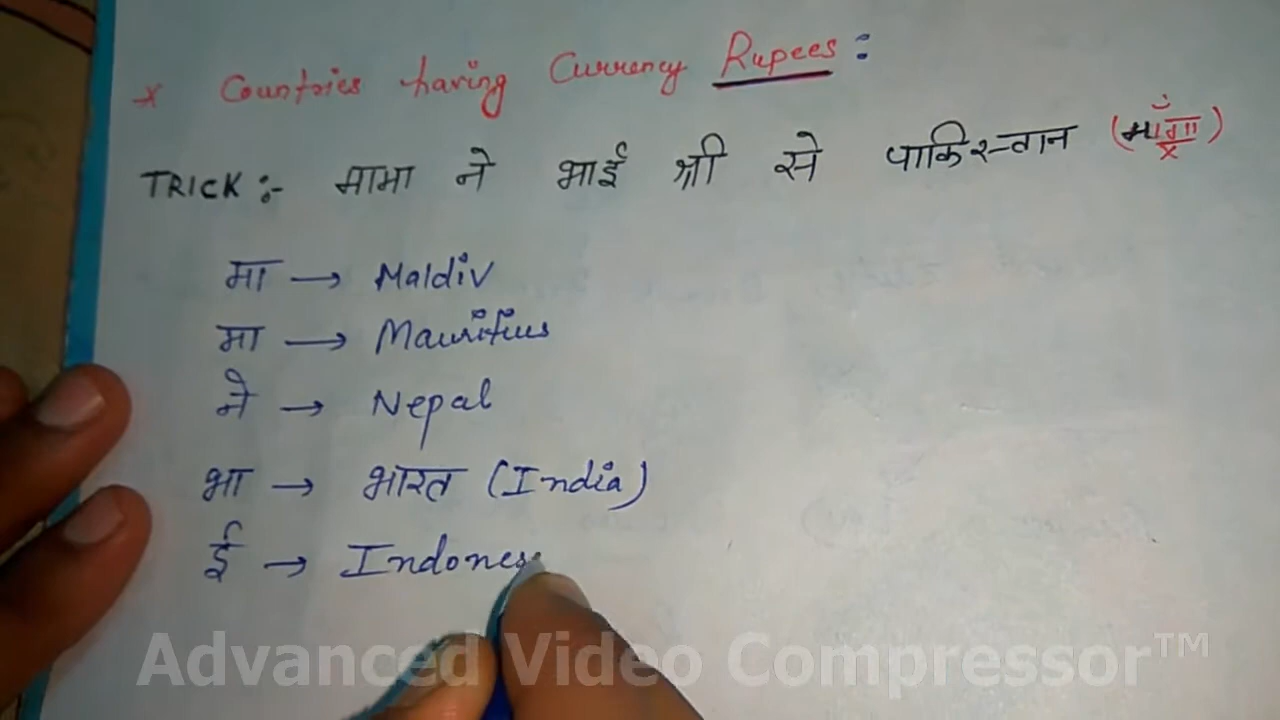 * Countries having Currency Rupees :
TRICK :- मामा ने भाई श्री से पाकिस्तान (माँगा)
मा → Maldiv
मा → Mauritius
ने → Nepal
भा → भारत (India)
ई → Indones
Advanced Video Compressor™